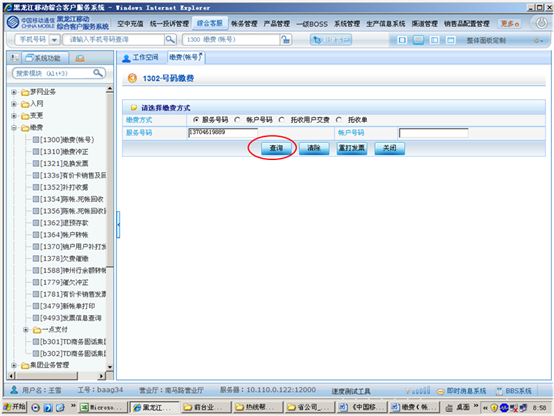 黑龙江移动综合客户服务系统 - Windows Internet Explorer
中国移动通信
CHINA MOBILE
黑龙江移动
综合客户服务系统
空中充值 统一投诉管理 综合客服 帐务管理 产品管理 一级BOSS 系统管理 生产信息系统 渠道管理 销售品配置管理 更多
手机号码 请输入手机号码查询 1300 缴费(帐号) 整体面板定制
系统功能
工作空间 缴费(帐号)
搜索模块 (Alt+3)
1302-号码缴费
梦网业务
入网
变更
缴费
[1300]缴费(帐号)
[1310]缴费冲正
[1321]兑换发票
[133s]有价卡销售及回
[1352]补打收据
[1354]陈帐、死帐回收
[1356]陈帐、死帐回收
[1362]退预存款
[1364]帐户转帐
[1370]销户用户补打发
[1378]欠费催缴
[1588]神州行余额转帐
[1779]催欠冲正
[1781]有价卡销售发票
[3479]新帐单打印
[9493]发票信息查询
一点支付
[b301]TD商务固话集团
[b302]TD商务固话集团
集团业务管理
请选择缴费方式
缴费方式 服务号码 帐户号码 托收用户交费 托收单
服务号码 13704519889 帐户号码
查询 清除 重打发票 关闭
用户名：王雪 工号：baag34 营业厅：南马路营业厅 服务器：10.110.0.122:12000 速度测试工具 即时消息系统 BBS系统
开始 Microso... 黑龙江... 前台业... 热线帮... 省公司_... 《中国移... 缴费《帐... 桌面 8:58